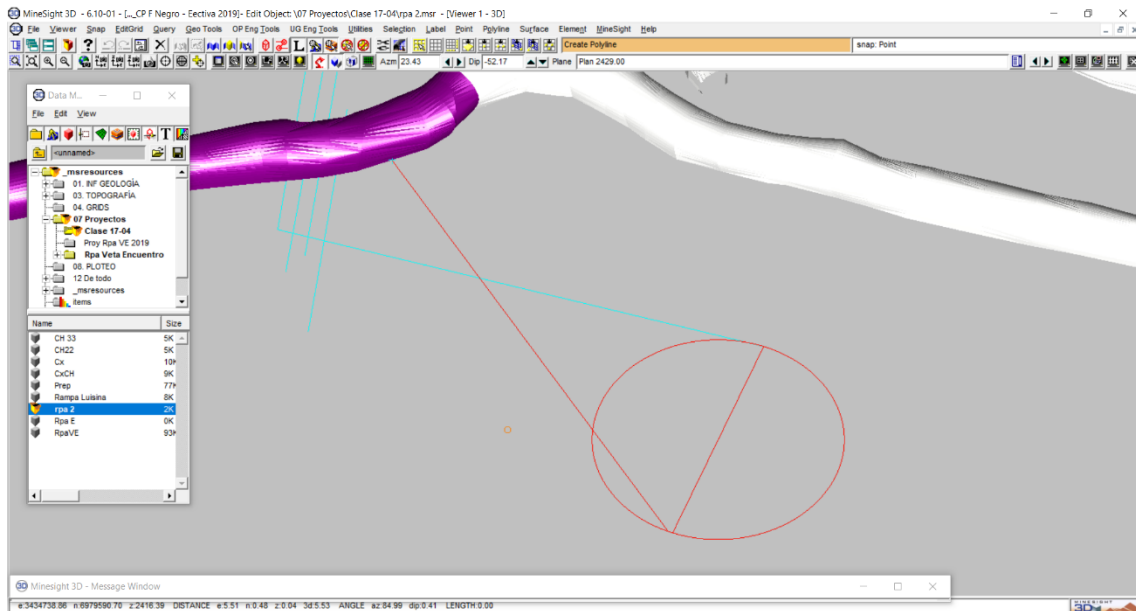 MineSight 3D - 6.10-01 - [..._CP F Negro - Eectiva 2019]- Edit Object: \07 Proyectos\Clase 17-04\rpa 2.msr - [Viewer 1 - 3D]
File Viewer Snap EditGrid Query Geo Tools OP Eng Tools UG Eng Tools Utilities Selection Label Point Polyline Surface Element MineSight Help
Create Polyline
snap: Point
Azm 23.43 Dip -52.17 Plane Plan 2429.00
Data M...
File Edit View
<unnamed>
_msresources
01. INF GEOLOGÍA
03. TOPOGRAFÍA
04. GRIDS
07 Proyectos
Clase 17-04
Proy Rpa VE 2019
Rpa Veta Encuentro
08. PLOTEO
12 De todo
_msresources
items
Name Size
CH 33 5K
CH22 5K
Cx 10K
CxCH 9K
Prep 77K
Rampa Luisina 8K
rpa 2 2K
Rpa E 0K
RpaVE 93K
Minesight 3D - Message Window
e:3434738.86 n:6979590.70 z:2416.39 DISTANCE e:5.51 n:0.48 z:0.04 3d:5.53 ANGLE az:84.99 dip:0.41 LENGTH:0.00
MINESIGHT
3D